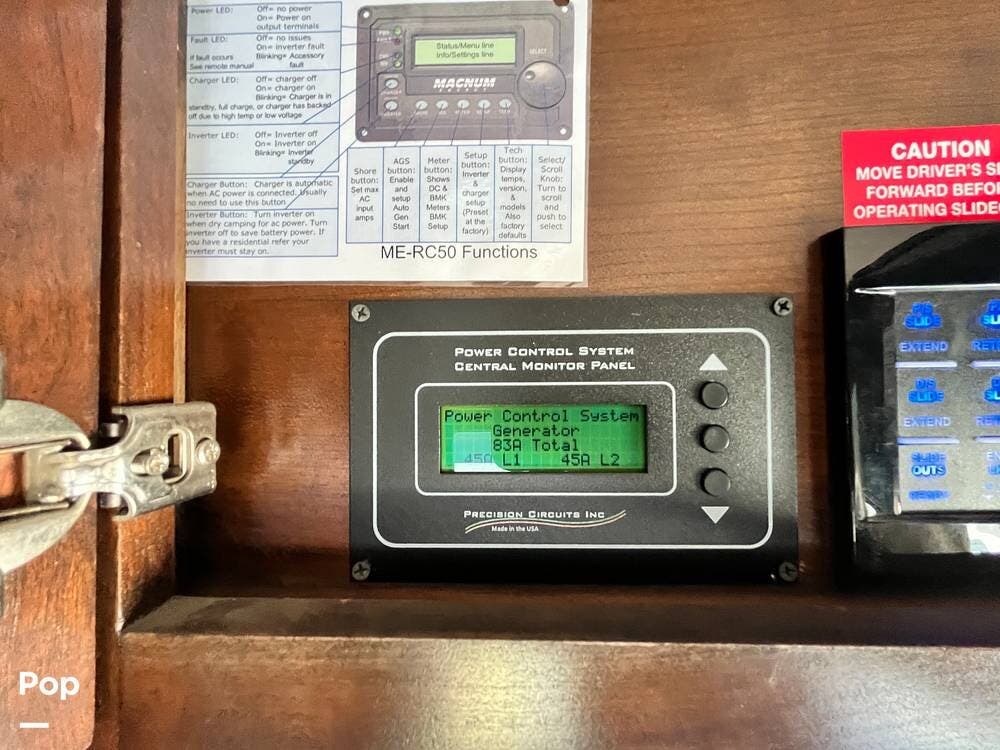 Power LED: Off= no power
On= Power on
output terminals
Fault LED: Off= no issues
On= inverter fault
If fault occurs Blinking= Accessory
See remote manual fault
Charger LED: Off= charger off
On= charger on
Blinking= Charger is in
standby, full charge, or charger has backed
off due to high temp or low voltage
Inverter LED: Off= Inverter off
On= Inverter on
Blinking= Inverter
standby
Charger Button: Charger is automatic
when AC power is connected. Usually
no need to use this button
Inverter Button: Turn inverter on
when dry camping for ac power. Turn
inverter off to save battery power. If
you have a residential refer your
inverter must stay on.
Status/Menu line
Info/Settings line
SELECT
MAGNUM
ENERGY
Shore
button:
Set max
AC
input
amps
AGS
button:
Enable
and
setup
Auto
Gen
Start
Meter
button:
Shows
DC &
BMK
Meters
BMK
Setup
Setup
button:
Inverter
&
charger
setup
(Preset
at the
factory)
Tech
button:
Display
temps,
version,
&
models
Also
factory
defaults
Select/
Scroll
Knob:
Turn to
scroll
and
push to
select
ME-RC50 Functions
CAUTION
MOVE DRIVER'S
FORWARD
OPERATING
POWER CONTROL SYSTEM
CENTRAL MONITOR PANEL
Power Control System
Generator
83A Total
45A L1 45A L2
PRECISION CIRCUITS INC
Made in the USA
SLIDE
EXTEND
D/S
SLIDE
EXTEND
SLIDE
OUTS
Pop